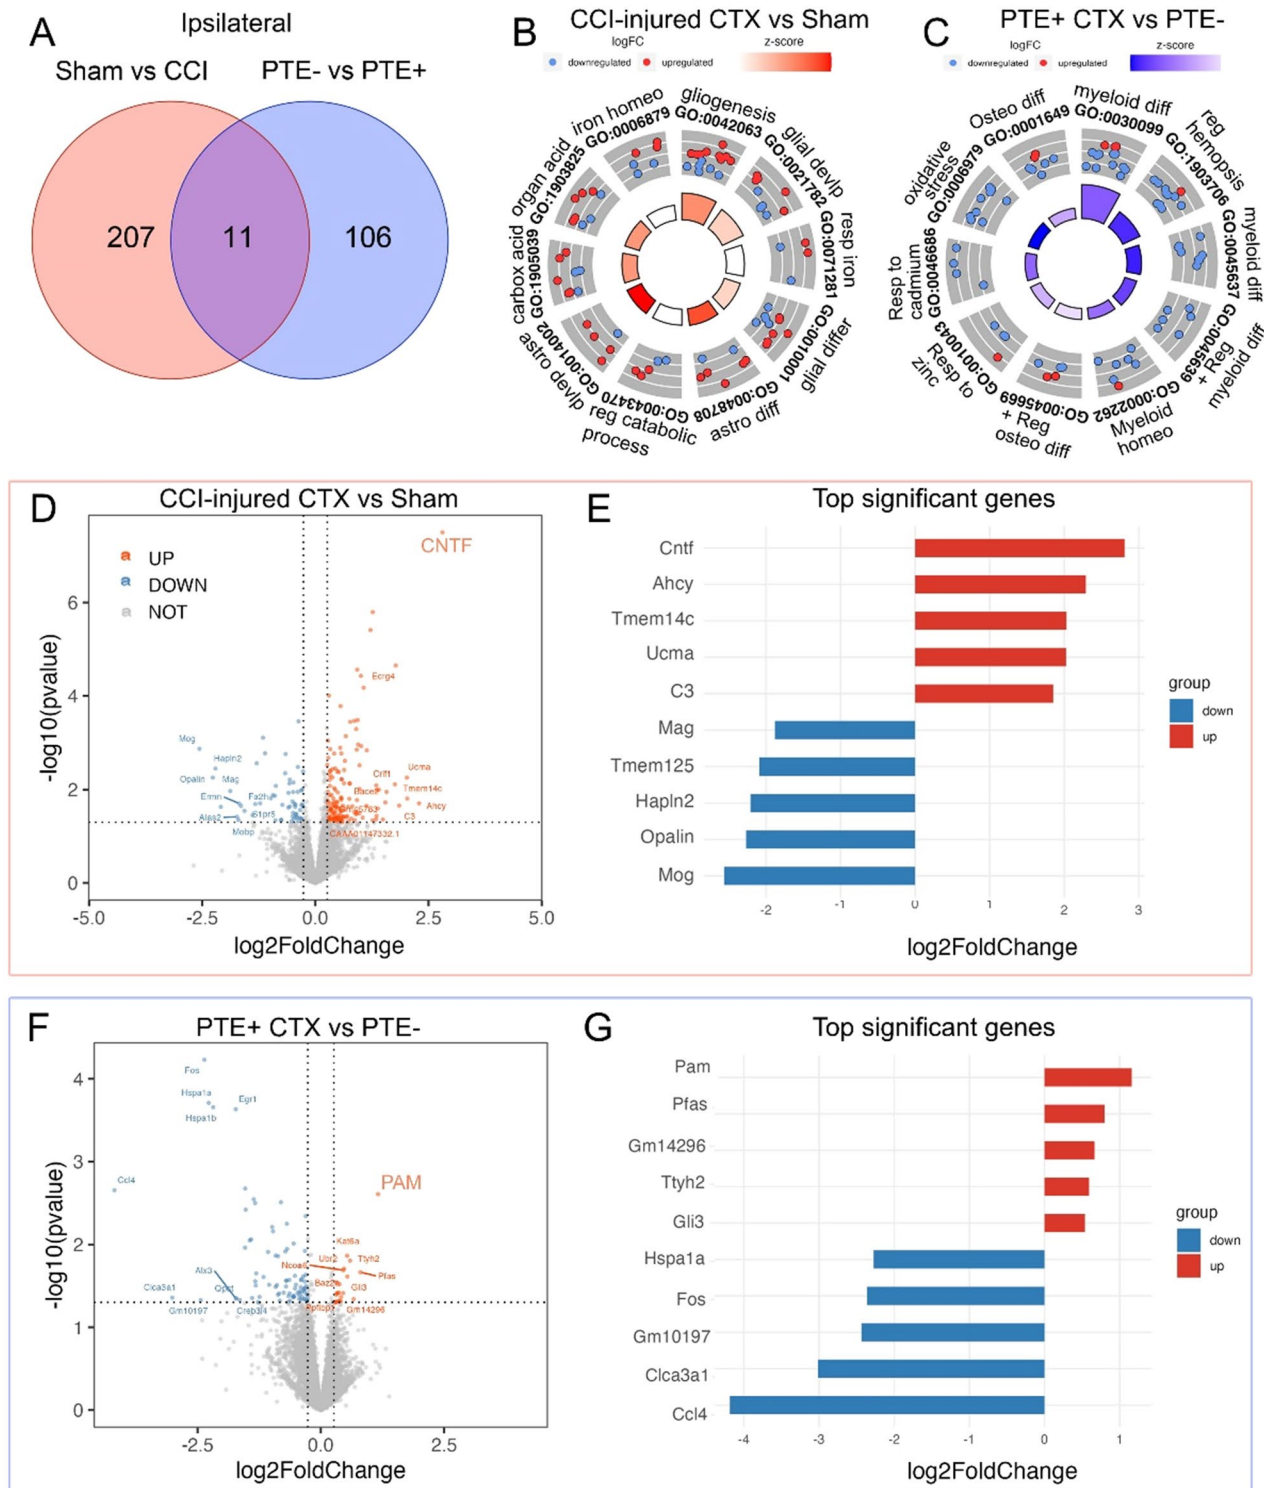 A
Ipsilateral
Sham vs CCI
PTE- vs PTE+
207
11
106
B
CCI-injured CTX vs Sham
logFC
downregulated
upregulated
z-score
gliogenesis
GO:0042063
glial devlp
GO:0021782
resp iron
GO:0071281
glial differ
GO:0010001
astro diff
GO:0048708
reg catabolic
process
GO:0043470
astro devlp
GO:0014002
carbox acid
GO:1905039
organ acid
GO:1903825
iron homeo
GO:0006879
C
PTE+ CTX vs PTE-
logFC
downregulated
upregulated
z-score
myeloid diff
GO:0030099
reg
hemopsis
GO:1903706
myeloid diff
GO:0045637
+ Reg
myeloid diff
GO:0045639
Myeloid
homeo
GO:0002262
+ Reg
osteo diff
GO:0045669
Resp to
zinc
GO:0010043
Resp to
cadmium
GO:0046686
oxidative
stress
GO:0006979
Osteo diff
GO:0001649
D
CCI-injured CTX vs Sham
a UP
a DOWN
a NOT
CNTF
Ecrg4
Mog
Hapln2
Opalin
Mag
Ermn
Fa2h
S1pr5
Mobp
Crlf1
Ucma
Tmem14c
Ahcy
C3
CAAA01147332.1
-log10(pvalue)
6
4
2
0
-5.0
-2.5
0.0
2.5
5.0
log2FoldChange
E
Top significant genes
Cntf
Ahcy
Tmem14c
Ucma
C3
Mag
Tmem125
Hapln2
Opalin
Mog
-2
-1
0
1
2
3
log2FoldChange
group
down
up
F
PTE+ CTX vs PTE-
Fos
Hspa1a
Hspa1b
Egr1
Ccl4
PAM
Kat6a
Ubr2
Ttyh2
Ncoa6
Pfas
Gli3
Alx3
Clca3a1
Gm10197
Gm14296
-log10(pvalue)
4
3
2
1
0
-2.5
0.0
2.5
log2FoldChange
G
Top significant genes
Pam
Pfas
Gm14296
Ttyh2
Gli3
Hspa1a
Fos
Gm10197
Clca3a1
Ccl4
-4
-3
-2
-1
0
1
log2FoldChange
group
down
up